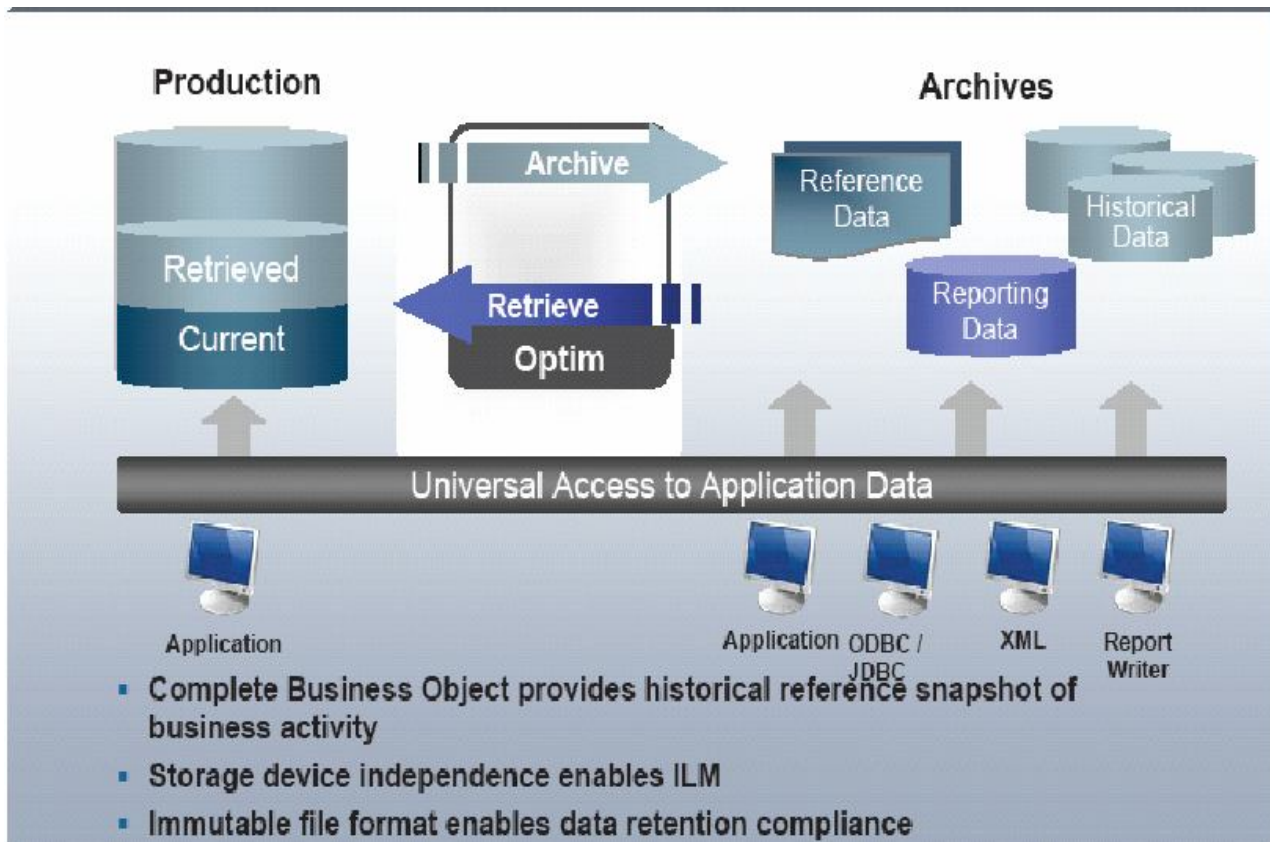 Production
Archives
Archive
Reference
Data
Historical
Data
Retrieved
Retrieve
Reporting
Data
Current
Optim
Universal Access to Application Data
Application
Application
ODBC /
JDBC
XML
Report
Writer
Complete Business Object provides historical reference snapshot of
business activity
Storage device independence enables ILM
Immutable file format enables data retention compliance